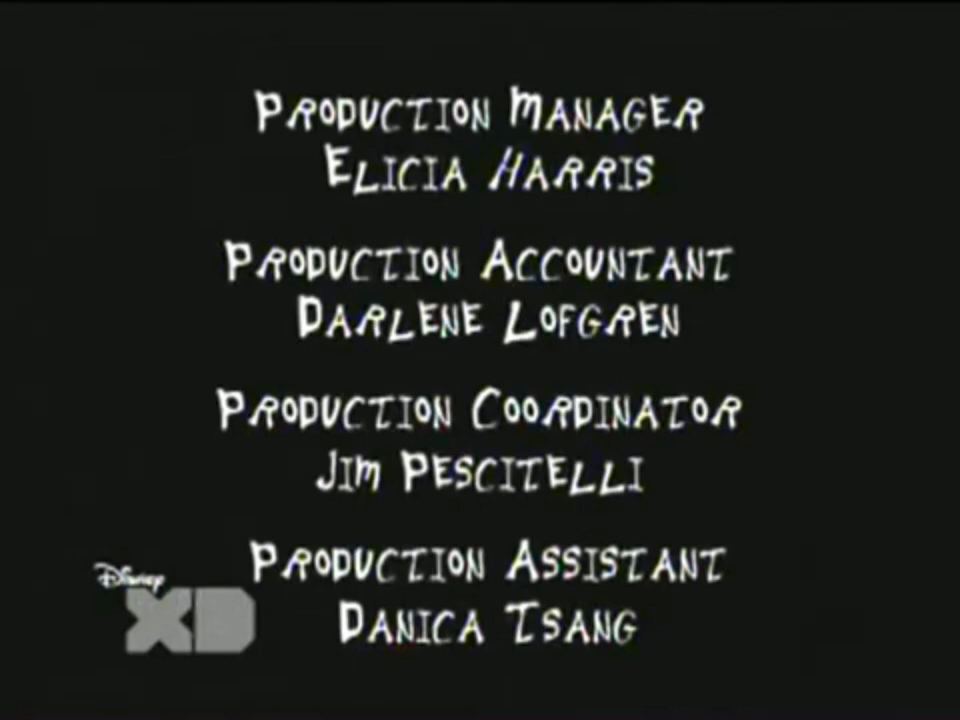 Production Manager
Elicia Harris
Production Accountant
Darlene Lofgren
Production Coordinator
Jim Pescitelli
Production Assistant
Danica Tsang
Disney
XD